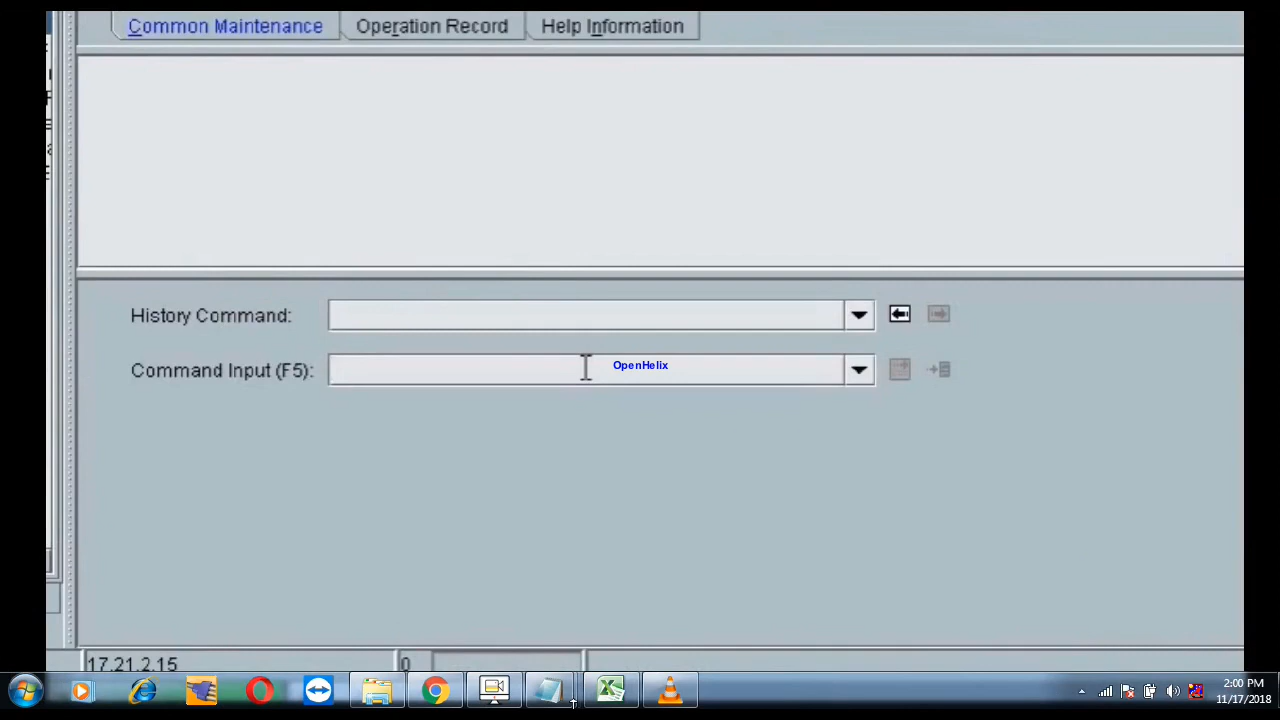 Common Maintenance
Operation Record
Help Information
History Command:
Command Input (F5):
OpenHelix
17.21.2.15
0
2:00 PM
11/17/2018